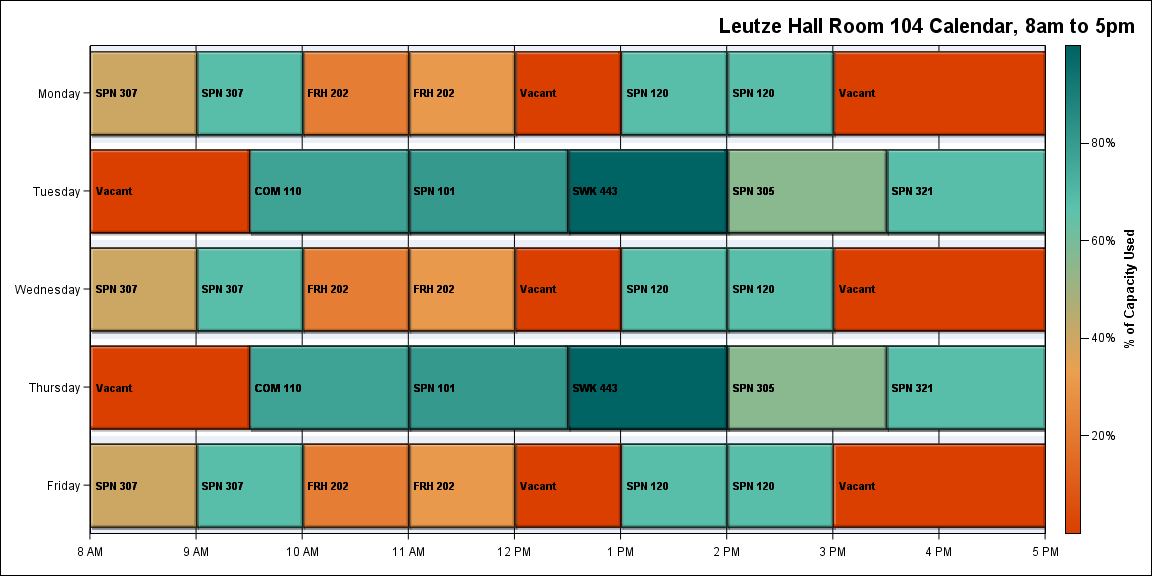 Leutze Hall Room 104 Calendar, 8am to 5pm
Monday
SPN 307
SPN 307
FRH 202
FRH 202
Vacant
SPN 120
SPN 120
Vacant
Tuesday
Vacant
COM 110
SPN 101
SWK 443
SPN 305
SPN 321
Wednesday
SPN 307
SPN 307
FRH 202
FRH 202
Vacant
SPN 120
SPN 120
Vacant
Thursday
Vacant
COM 110
SPN 101
SWK 443
SPN 305
SPN 321
Friday
SPN 307
SPN 307
FRH 202
FRH 202
Vacant
SPN 120
SPN 120
Vacant
8 AM
9 AM
10 AM
11 AM
12 PM
1 PM
2 PM
3 PM
4 PM
5 PM
80%
60%
40%
20%
% of Capacity Used